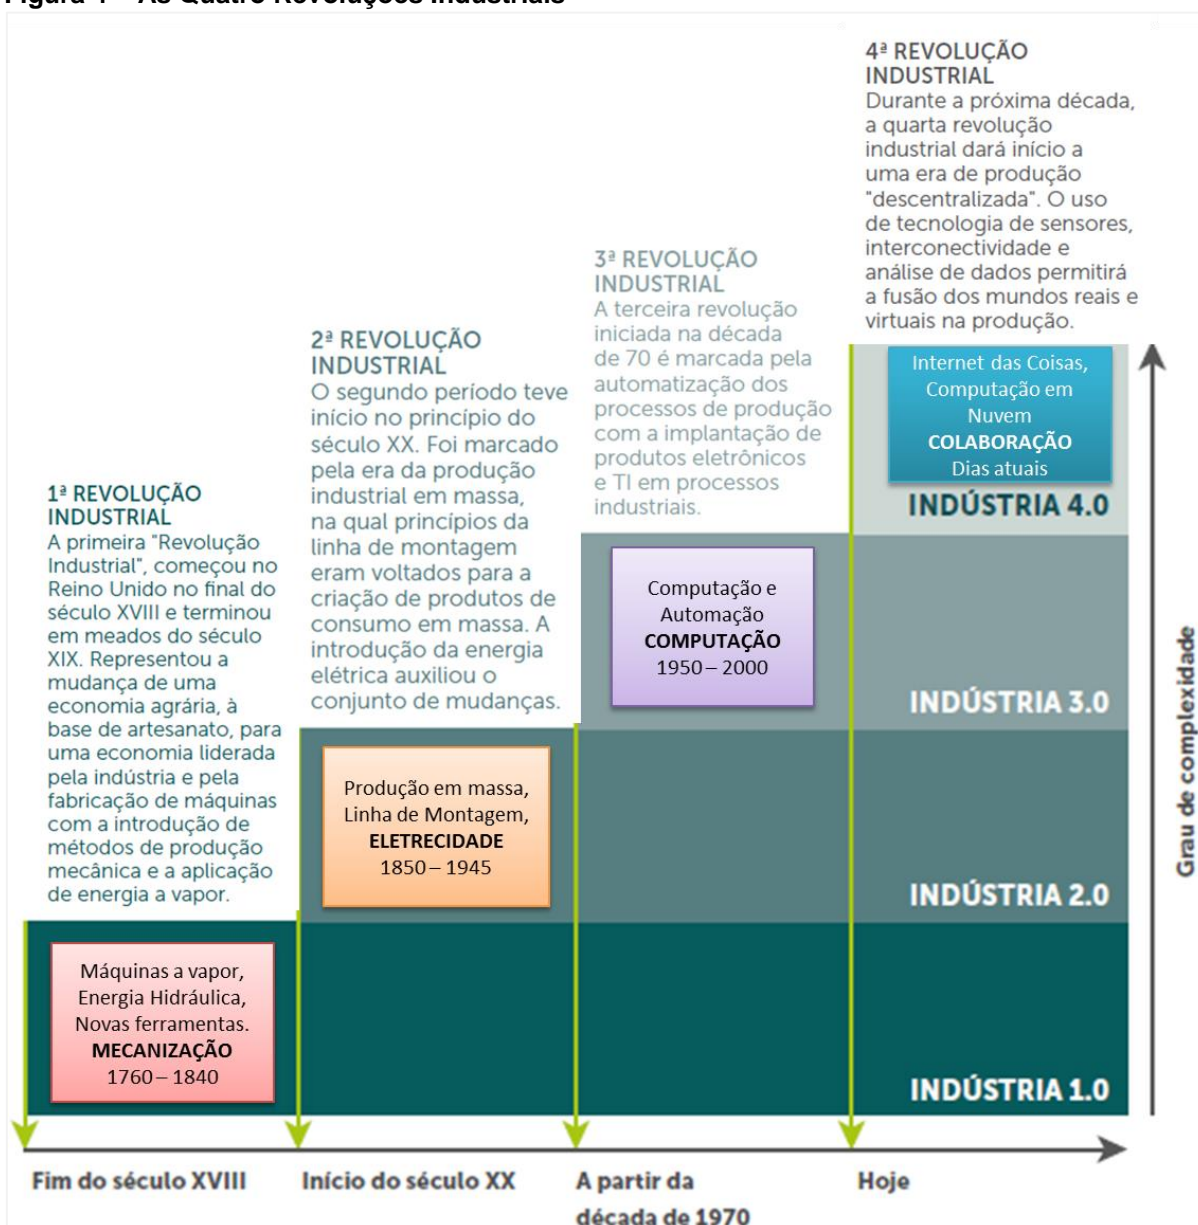 Figura 1 – As Quatro Revoluções Industriais
4ª REVOLUÇÃO
INDUSTRIAL
Durante a próxima década,
a quarta revolução
industrial dará início a
uma era de produção
"descentralizada". O uso
de tecnologia de sensores,
interconectividade e
análise de dados permitirá
a fusão dos mundos reais e
virtuais na produção.
3ª REVOLUÇÃO
INDUSTRIAL
A terceira revolução
iniciada na década
de 70 é marcada pela
automatização dos
processos de produção
com a implantação de
produtos eletrônicos
e TI em processos
industriais.
2ª REVOLUÇÃO
INDUSTRIAL
O segundo período teve
início no princípio do
século XX. Foi marcado
pela era da produção
industrial em massa,
na qual princípios da
linha de montagem
eram voltados para a
criação de produtos de
consumo em massa. A
introdução da energia
elétrica auxiliou o
conjunto de mudanças.
1ª REVOLUÇÃO
INDUSTRIAL
A primeira "Revolução
Industrial", começou no
Reino Unido no final do
século XVIII e terminou
em meados do século
XIX. Representou a
mudança de uma
economia agrária, à
base de artesanato, para
uma economia liderada
pela indústria e pela
fabricação de máquinas
com a introdução de
métodos de produção
mecânica e a aplicação
de energia a vapor.
Internet das Coisas,
Computação em
Nuvem
COLABORAÇÃO
Dias atuais
INDÚSTRIA 4.0
Computação e
Automação
COMPUTAÇÃO
1950 – 2000
INDÚSTRIA 3.0
Produção em massa,
Linha de Montagem,
ELETRECIDADE
1850 – 1945
INDÚSTRIA 2.0
Máquinas a vapor,
Energia Hidráulica,
Novas ferramentas.
MECANIZAÇÃO
1760 – 1840
INDÚSTRIA 1.0
Grau de complexidade
Fim do século XVIII
Início do século XX
A partir da
década de 1970
Hoje